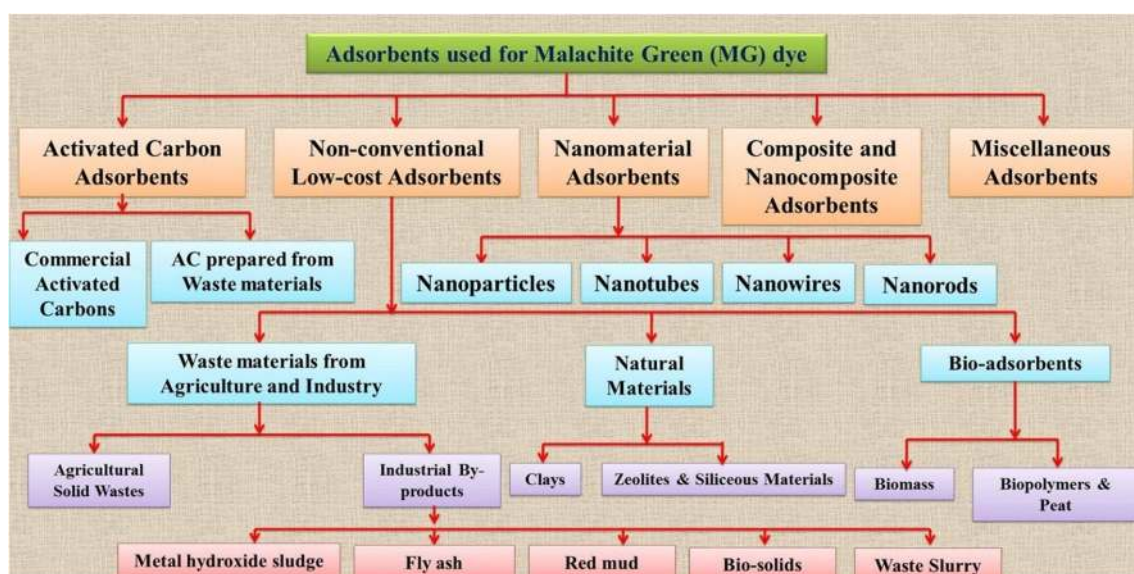 Adsorbents used for Malachite Green (MG) dye
Activated Carbon
Adsorbents
Non-conventional
Low-cost Adsorbents
Nanomaterial
Adsorbents
Composite and
Nanocomposite
Adsorbents
Miscellaneous
Adsorbents
Commercial
Activated
Carbons
AC prepared from
Waste materials
Nanoparticles
Nanotubes
Nanowires
Nanorods
Waste materials from
Agriculture and Industry
Natural
Materials
Bio-adsorbents
Agricultural
Solid Wastes
Industrial By-
products
Clays
Zeolites & Siliceous Materials
Biomass
Biopolymers &
Peat
Metal hydroxide sludge
Fly ash
Red mud
Bio-solids
Waste Slurry